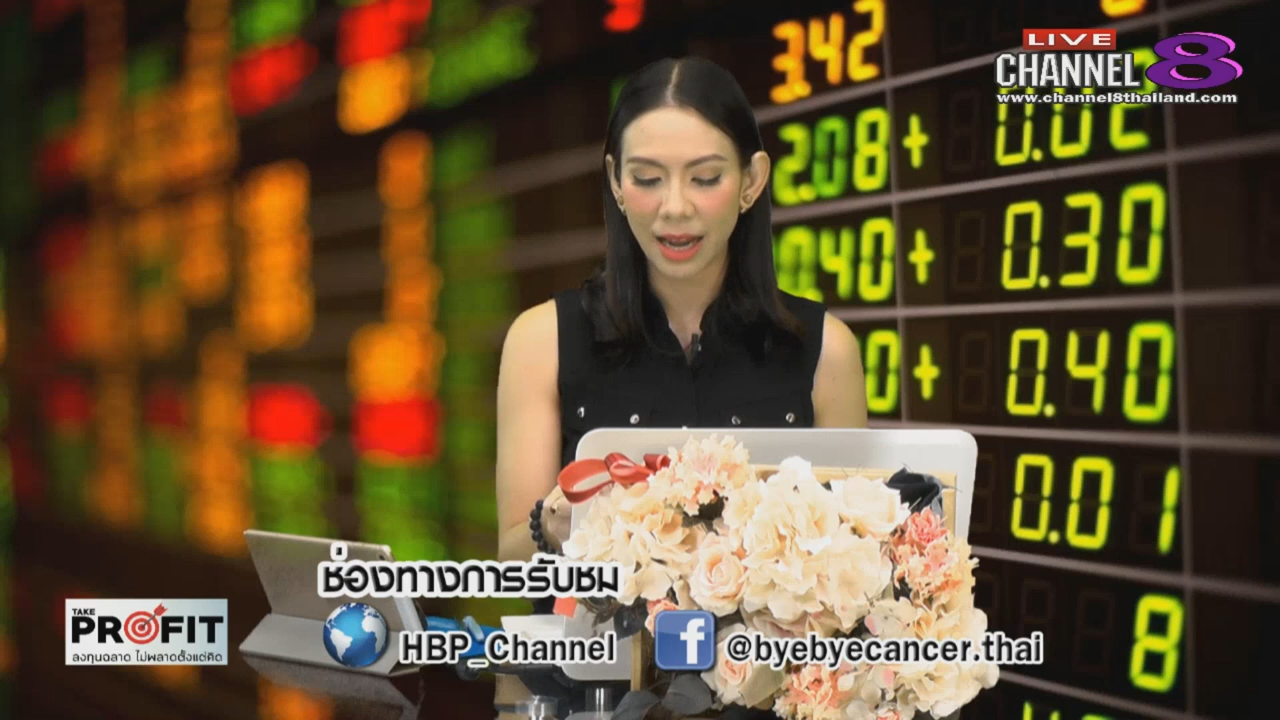 LIVE
CHANNEL 8
www.channel8thailand.com
3.42
2.08 + 0.02
0.40 + 0.30
0 + 0.40
0.01
8
ช่องทางการรับชม
HBP_Channel
@byebyecancer.thai
TAKE
PROFIT
ลงทุนฉลาด ไม่พลาดตั้งแต่คิด